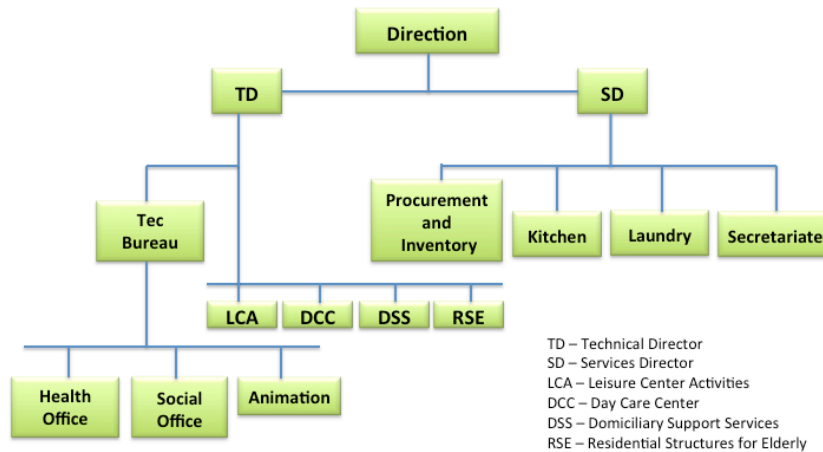 Direction
TD
SD
Tec
Bureau
Procurement
and
Inventory
Kitchen
Laundry
Secretariate
LCA
DCC
DSS
RSE
Health
Office
Social
Office
Animation
TD – Technical Director
SD – Services Director
LCA – Leisure Center Activities
DCC – Day Care Center
DSS – Domiciliary Support Services
RSE – Residential Structures for Elderly